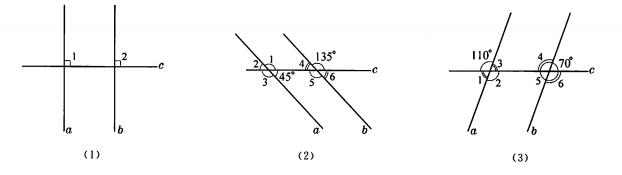 1 2 c
a b
(1)
135°
2 1 4 c
3 45° 5 6
a b
(2)
110° 3 4 70° c
1 2 5 6
a b
(3)